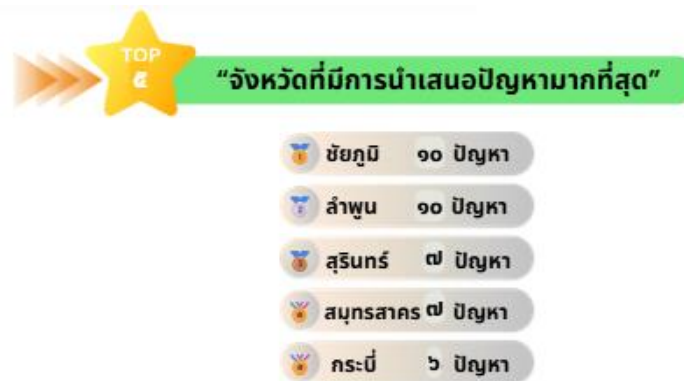 TOP
๕
“จังหวัดที่มีการนำเสนอปัญหามากที่สุด”
ชัยภูมิ ๑๐ ปัญหา
ลำพูน ๑๐ ปัญหา
สุรินทร์ ๗ ปัญหา
สมุทรสาคร ๗ ปัญหา
กระบี่ ๖ ปัญหา